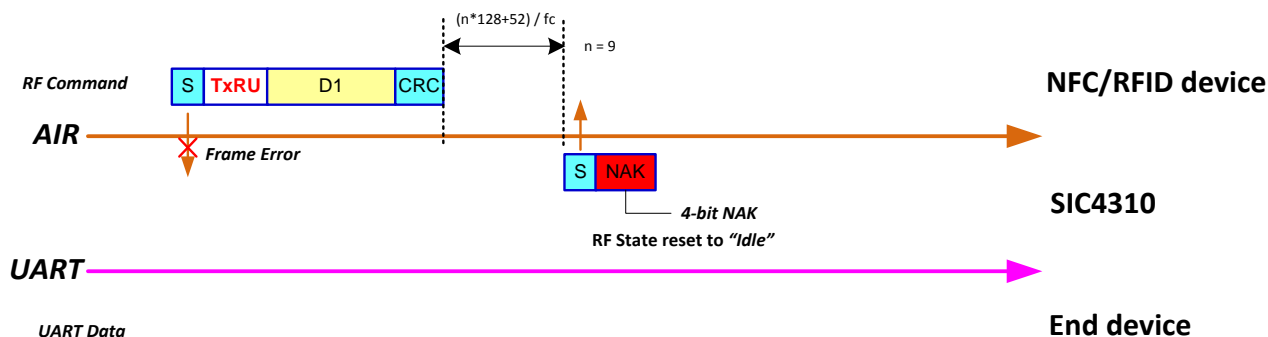 (n*128+52) / fc
n = 9
RF Command
S TxRU D1 CRC
NFC/RFID device
AIR
Frame Error
S NAK
4-bit NAK
SIC4310
RF State reset to “Idle”
UART
End device
UART Data